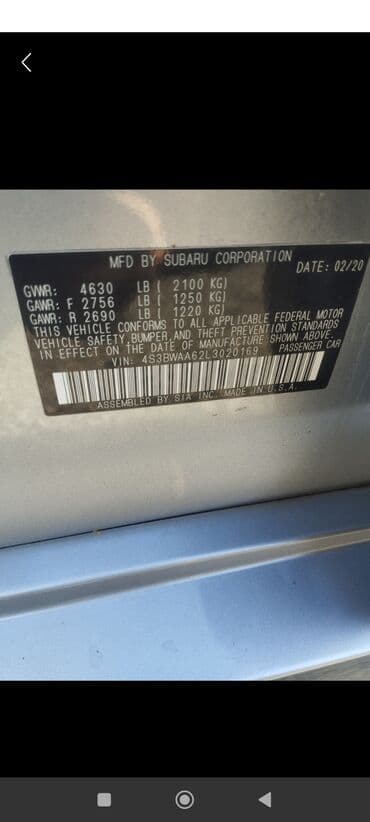 MFD BY SUBARU CORPORATION DATE: 02/20
GVWR: 4630 LB ( 2100 KG)
GAWR: F 2756 LB ( 1250 KG)
GAWR: R 2690 LB ( 1220 KG)
THIS VEHICLE CONFORMS TO ALL APPLICABLE FEDERAL MOTOR
VEHICLE SAFETY, BUMPER, AND THEFT PREVENTION STANDARDS
IN EFFECT ON THE DATE OF MANUFACTURE SHOWN ABOVE.
VIN: 4S3BWAA62L3020169 PASSENGER CAR
ASSEMBLED BY SIA INC. MADE IN U.S.A.